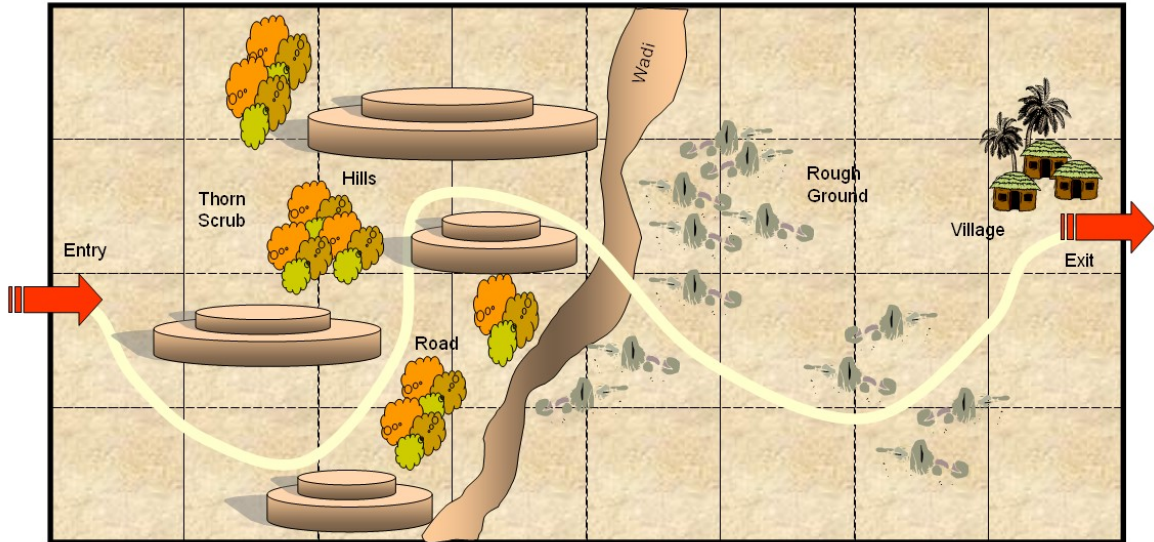 Wadi
Hills
Thorn
Scrub
Rough
Ground
Entry
Village
Exit
Road